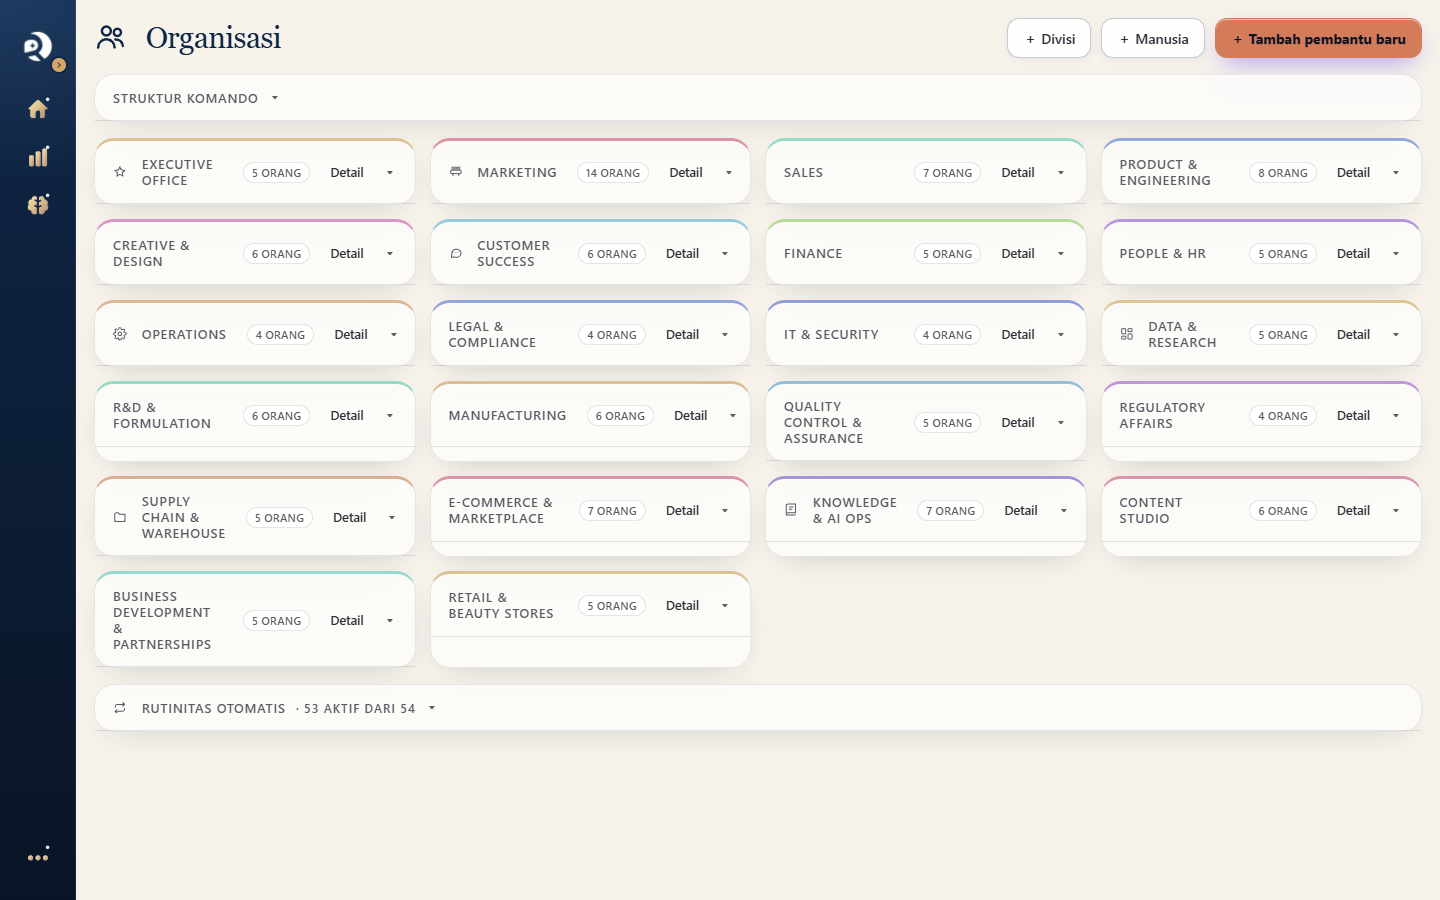 Organisasi
+ Divisi
+ Manusia
+ Tambah pembantu baru
STRUKTUR KOMANDO
EXECUTIVE
OFFICE
5 ORANG
Detail
MARKETING
14 ORANG
Detail
SALES
7 ORANG
Detail
PRODUCT &
ENGINEERING
8 ORANG
Detail
CREATIVE &
DESIGN
6 ORANG
Detail
CUSTOMER
SUCCESS
6 ORANG
Detail
FINANCE
5 ORANG
Detail
PEOPLE & HR
5 ORANG
Detail
OPERATIONS
4 ORANG
Detail
LEGAL &
COMPLIANCE
4 ORANG
Detail
IT & SECURITY
4 ORANG
Detail
DATA &
RESEARCH
5 ORANG
Detail
R&D &
FORMULATION
6 ORANG
Detail
MANUFACTURING
6 ORANG
Detail
QUALITY
CONTROL &
ASSURANCE
5 ORANG
Detail
REGULATORY
AFFAIRS
4 ORANG
Detail
SUPPLY
CHAIN &
WAREHOUSE
5 ORANG
Detail
E-COMMERCE &
MARKETPLACE
7 ORANG
Detail
KNOWLEDGE
& AI OPS
7 ORANG
Detail
CONTENT
STUDIO
6 ORANG
Detail
BUSINESS
DEVELOPMENT
&
PARTNERSHIPS
5 ORANG
Detail
RETAIL &
BEAUTY STORES
5 ORANG
Detail
RUTINITAS OTOMATIS · 53 AKTIF DARI 54